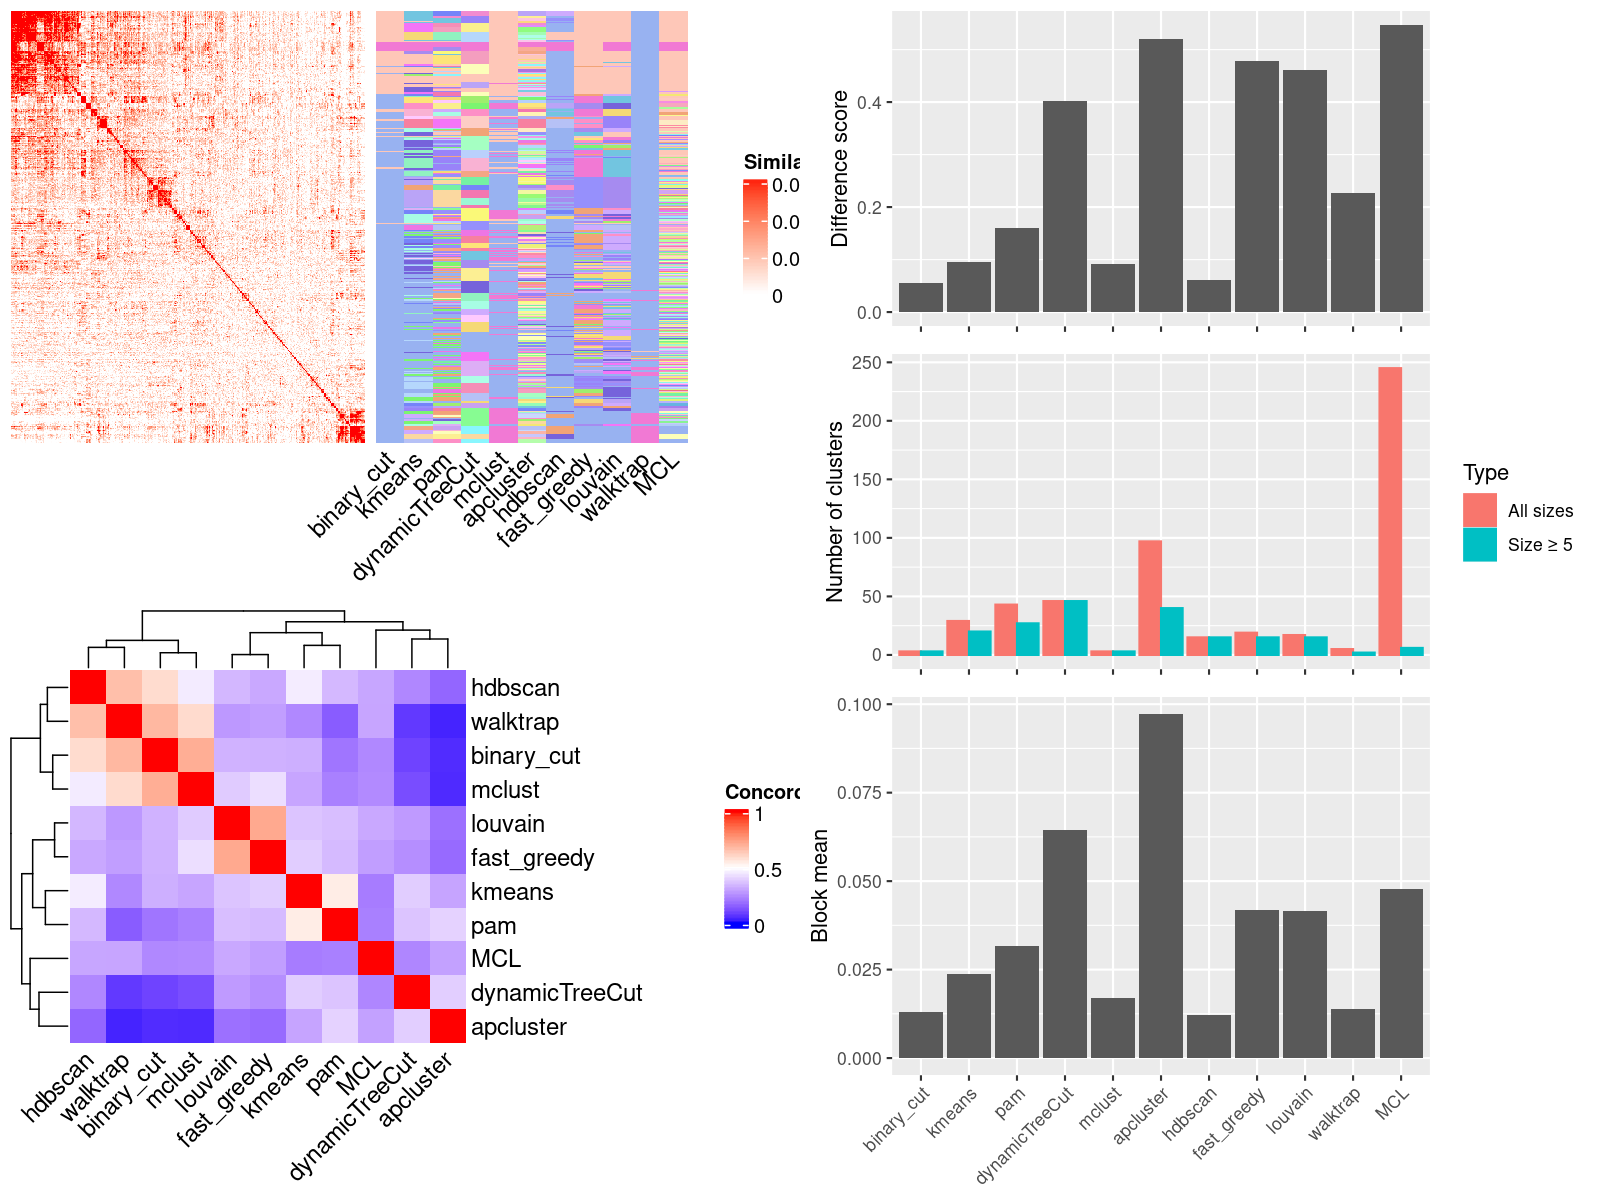 Simila
0.0
0.0
0.0
0
binary_cut
kmeans
pam
dynamicTreeCut
mclust
apcluster
hdbscan
fast_greedy
louvain
walktrap
MCL
hdbscan
walktrap
binary_cut
mclust
louvain
fast_greedy
kmeans
pam
MCL
dynamicTreeCut
apcluster
hdbscan
walktrap
binary_cut
mclust
louvain
fast_greedy
kmeans
pam
MCL
dynamicTreeCut
apcluster
Concord
1
0.5
0
Difference score
0.4
0.2
0.0
Number of clusters
250
200
150
100
50
0
Type
All sizes
Size ≥ 5
Block mean
0.100
0.075
0.050
0.025
0.000
binary_cut
kmeans
pam
dynamicTreeCut
mclust
apcluster
hdbscan
fast_greedy
louvain
walktrap
MCL